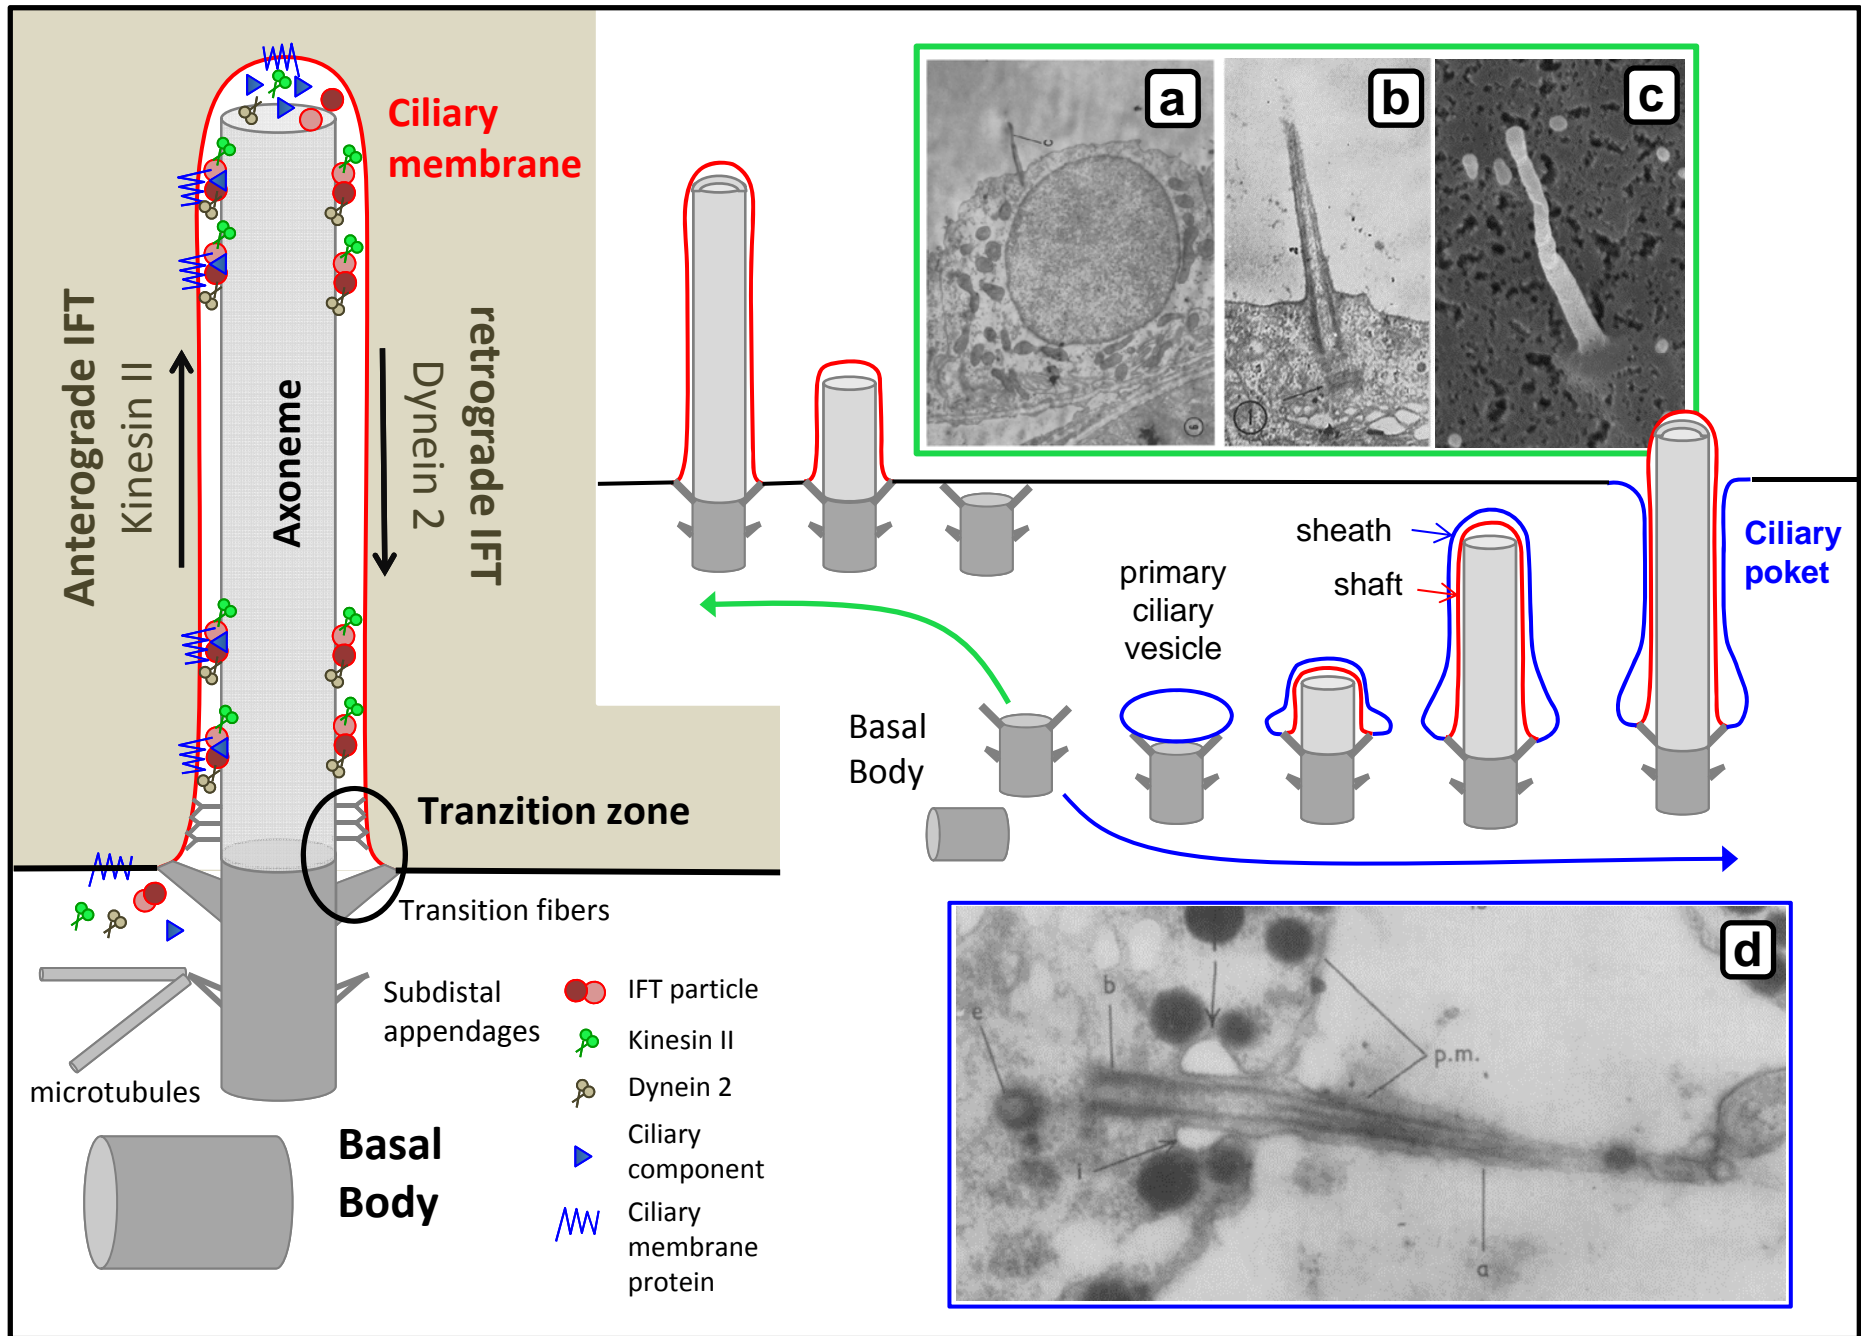 Ciliary
membrane
Anterograde IFT
Kinesin II
Axoneme
Dynein 2
retrograde IFT
Tranzition zone
Transition fibers
Subdistal
appendages
microtubules
Basal
Body
IFT particle
Kinesin II
Dynein 2
Ciliary
component
Ciliary
membrane
protein
a
c
b
1
c
sheath
shaft
Ciliary
poket
primary
ciliary
vesicle
Basal
Body
d
e
b
p.m.
i
a